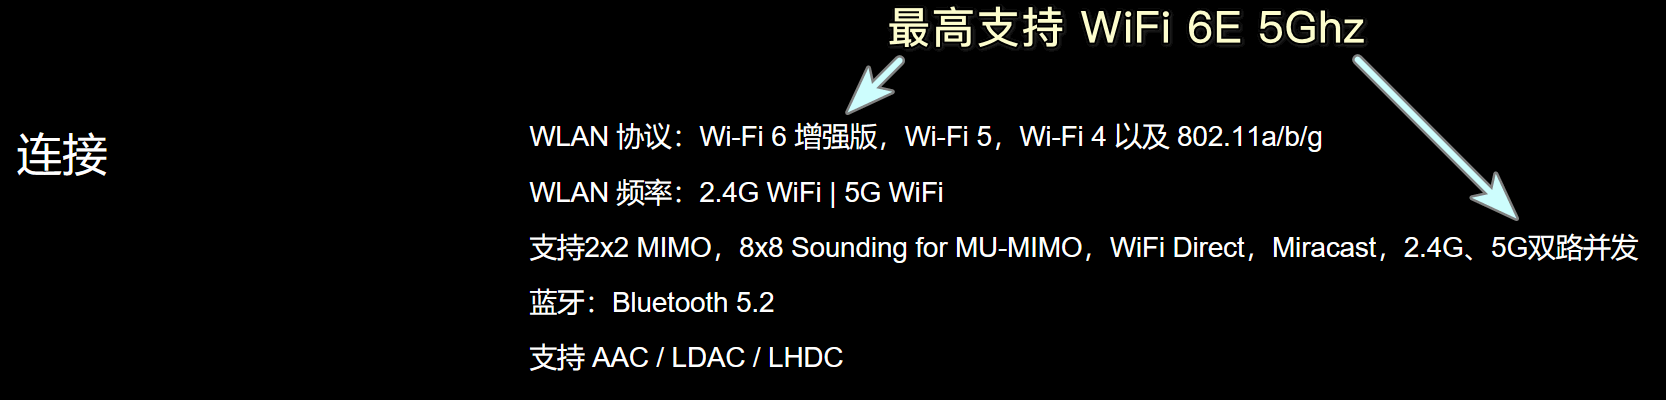 最高支持 WiFi 6E 5Ghz
连接
WLAN 协议：Wi-Fi 6 增强版，Wi-Fi 5，Wi-Fi 4 以及 802.11a/b/g
WLAN 频率：2.4G WiFi | 5G WiFi
支持2x2 MIMO，8x8 Sounding for MU-MIMO，WiFi Direct，Miracast，2.4G、5G双路并发
蓝牙：Bluetooth 5.2
支持 AAC / LDAC / LHDC